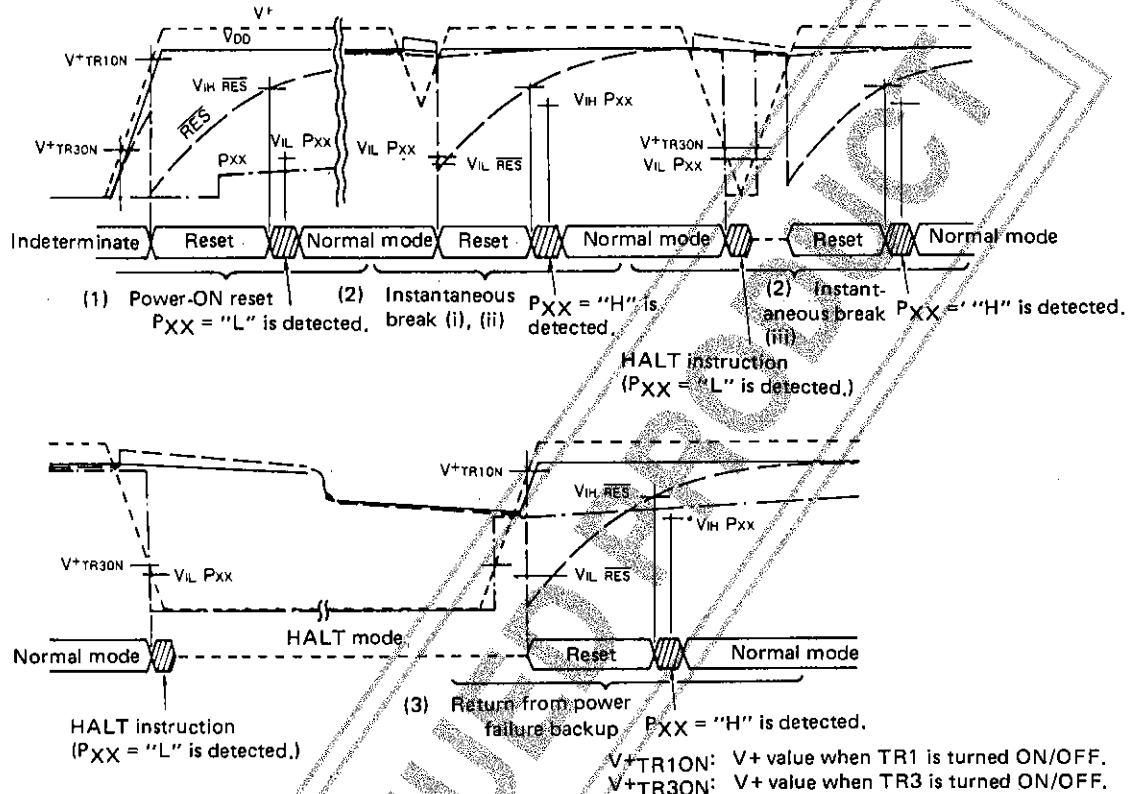 V+
VDD
V+TR1ON
VIH RES
RES
V+TR3ON
PXX
VIL PXX
VIL PXX
VIL RES
VIH PXX
V+TR3ON
VIL PXX
Indeterminate Reset Normal mode Reset Normal mode Reset Normal mode
(1) Power-ON reset
PXX = "L" is detected.
(2) Instantaneous
break (i), (ii)
PXX = "H" is
detected.
(2) Instant-
aneous break
(iii)
PXX = "H" is detected.
HALT instruction
(PXX = "L" is detected.)
V+TR1ON
VIH RES
VIH PXX
V+TR3ON
VIL PXX
VIL RES
HALT mode
Normal mode Reset Normal mode
HALT instruction
(PXX = "L" is detected.)
(3) Return from power
failure backup
PXX = "H" is detected.
V+TR1ON: V+ value when TR1 is turned ON/OFF.
V+TR3ON: V+ value when TR3 is turned ON/OFF.